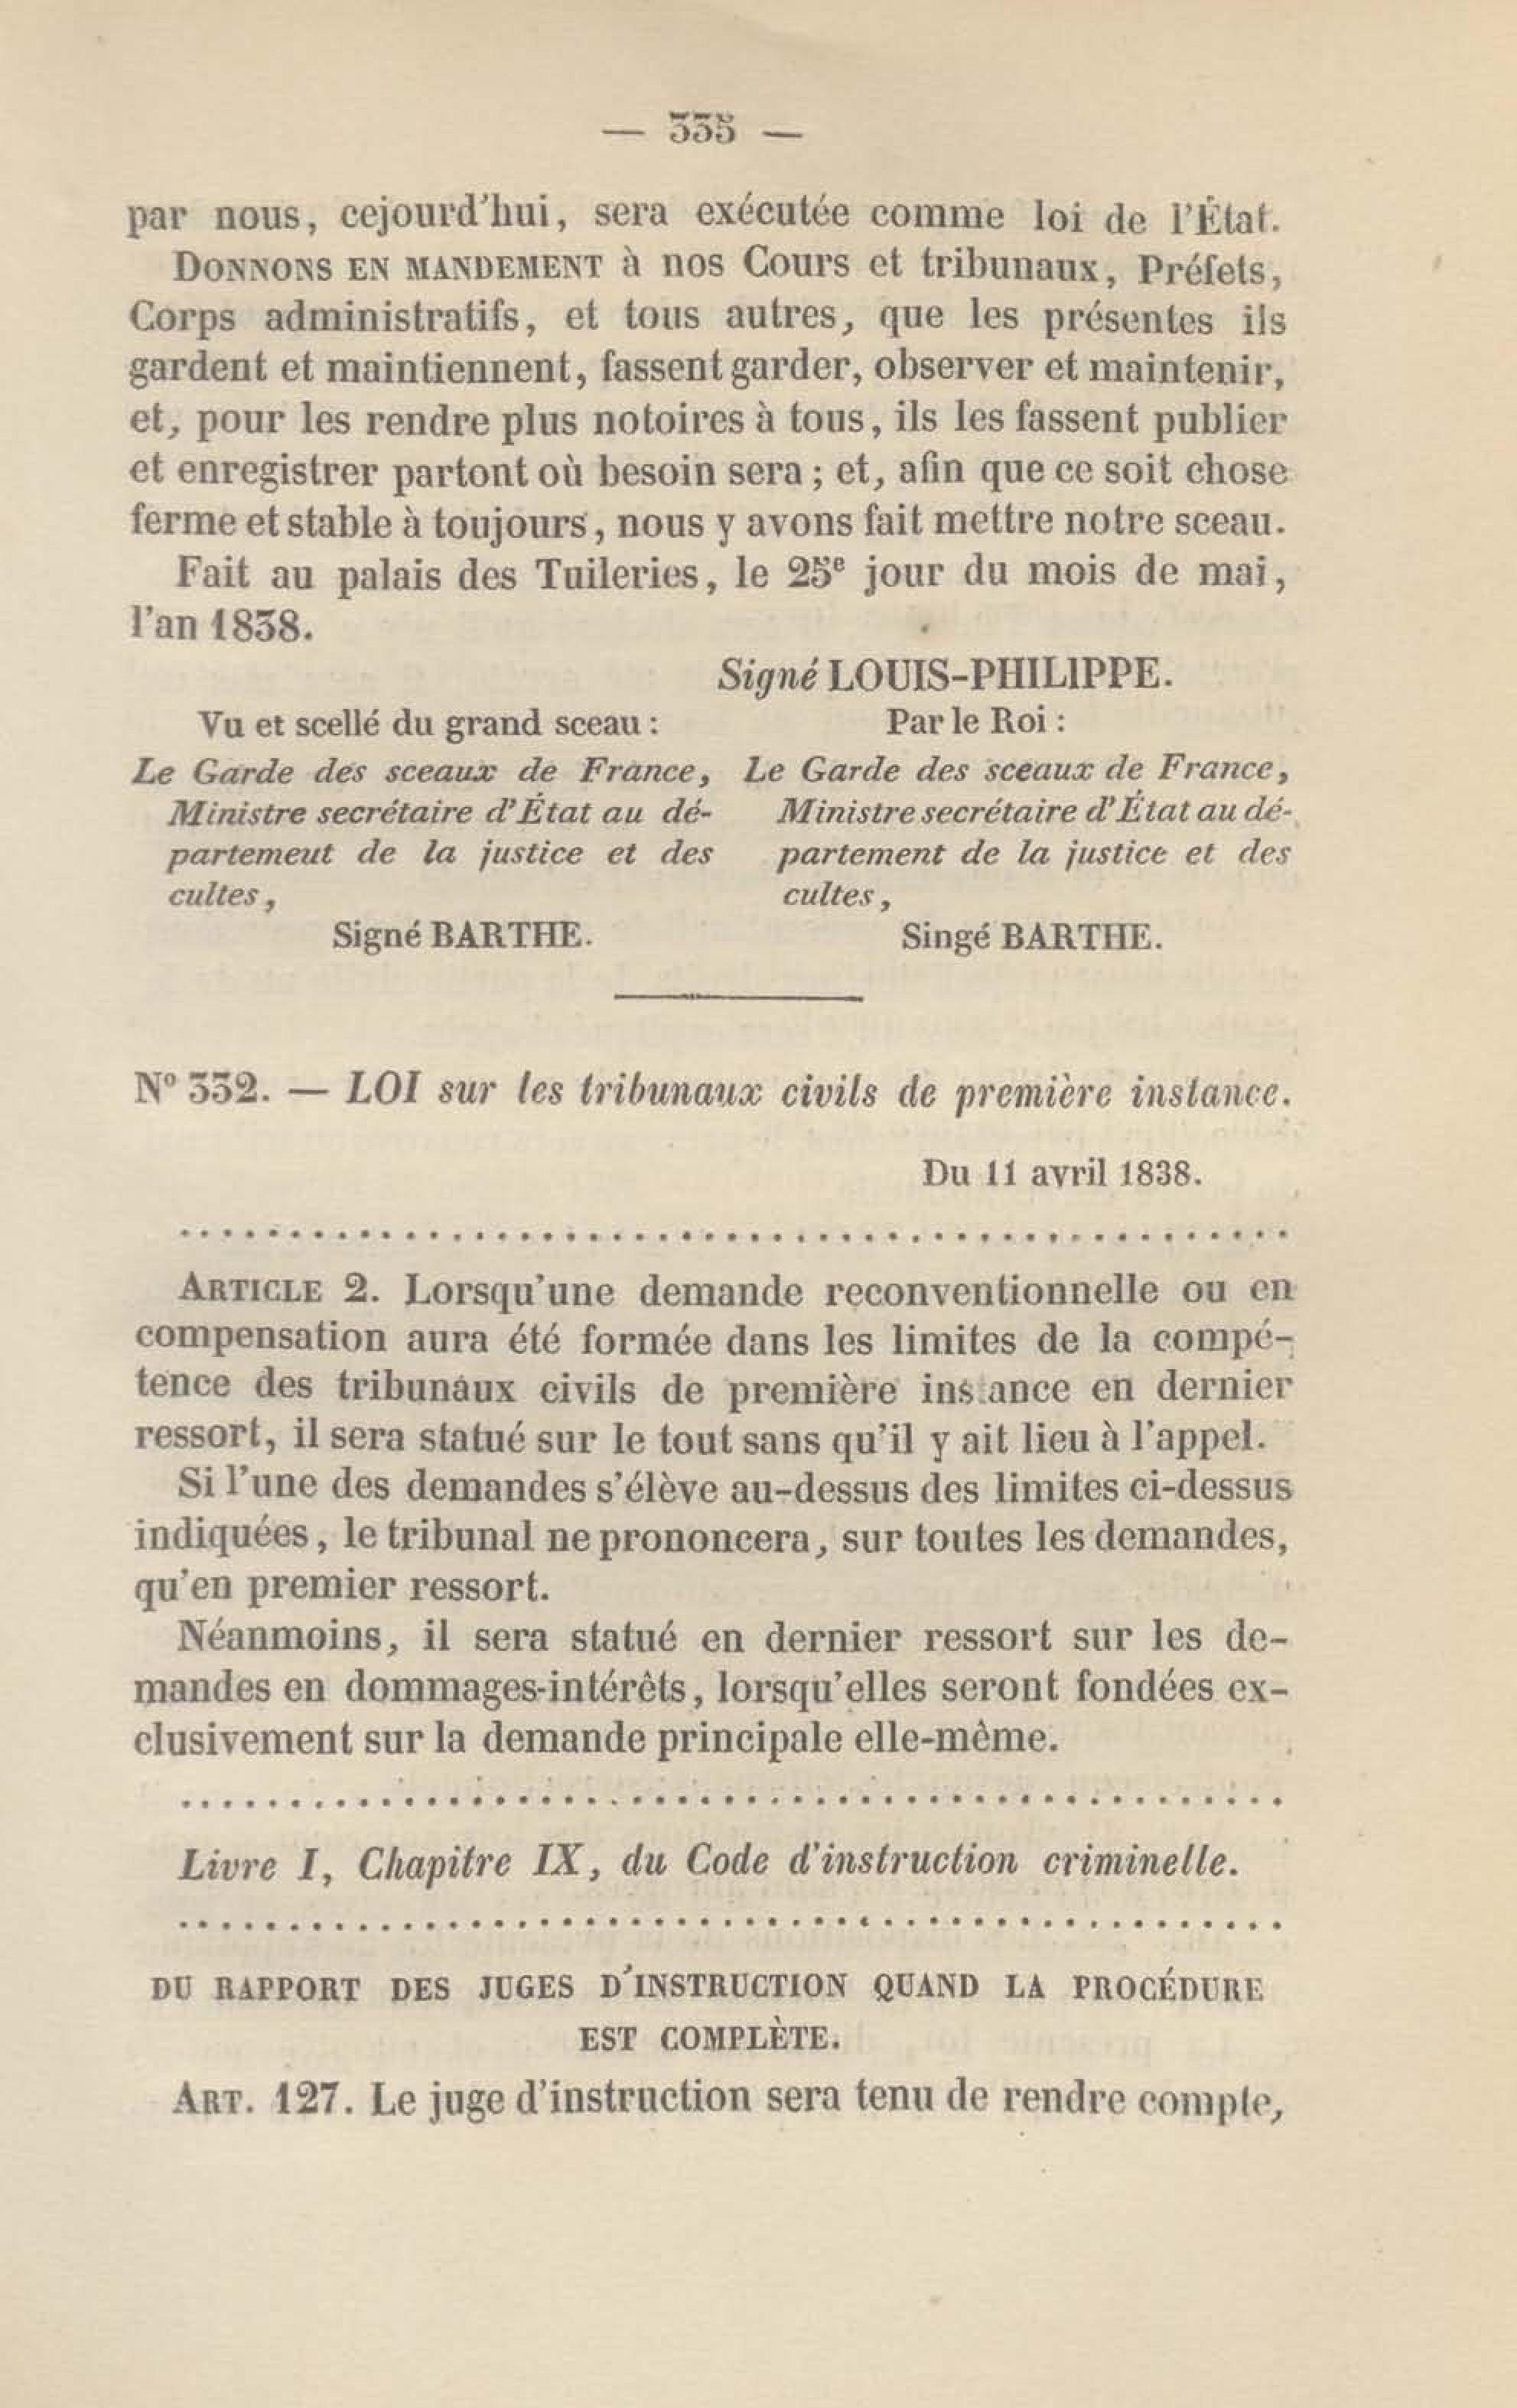 — 335 —
par nous, cejourd'hui, sera exécutée comme loi de l'État.
DONNONS EN MANDEMENT à nos Cours et tribunaux, Préfets,
Corps administratifs, et tous autres, que les présentes ils
gardent et maintiennent, fassent garder, observer et maintenir,
et, pour les rendre plus notoires à tous, ils les fassent publier
et enregistrer partont où besoin sera ; et, afin que ce soit chose
ferme et stable à toujours, nous y avons fait mettre notre sceau.
Fait au palais des Tuileries, le 25e jour du mois de mai,
l'an 1838.
Signé LOUIS-PHILIPPE.
Vu et scellé du grand sceau :
Le Garde des sceaux de France,
Ministre secrétaire d'État au dé-
partemeut de la justice et des
cultes,
Signé BARTHE.
Par le Roi :
Le Garde des sceaux de France,
Ministre secrétaire d'État au dé-
partement de la justice et des
cultes,
Singé BARTHE.
N° 332. — LOI sur les tribunaux civils de première instance.
Du 11 avril 1838.
ARTICLE 2. Lorsqu'une demande reconventionnelle ou en
compensation aura été formée dans les limites de la compé-
tence des tribunaux civils de première instance en dernier
ressort, il sera statué sur le tout sans qu'il y ait lieu à l'appel.
Si l'une des demandes s'élève au-dessus des limites ci-dessus
indiquées, le tribunal ne prononcera, sur toutes les demandes,
qu'en premier ressort.
Néanmoins, il sera statué en dernier ressort sur les de-
mandes en dommages-intérêts, lorsqu'elles seront fondées ex-
clusivement sur la demande principale elle-même.
Livre I, Chapitre IX, du Code d'instruction criminelle.
DU RAPPORT DES JUGES D'INSTRUCTION QUAND LA PROCÉDURE
EST COMPLÈTE.
ART. 127. Le juge d'instruction sera tenu de rendre compte,